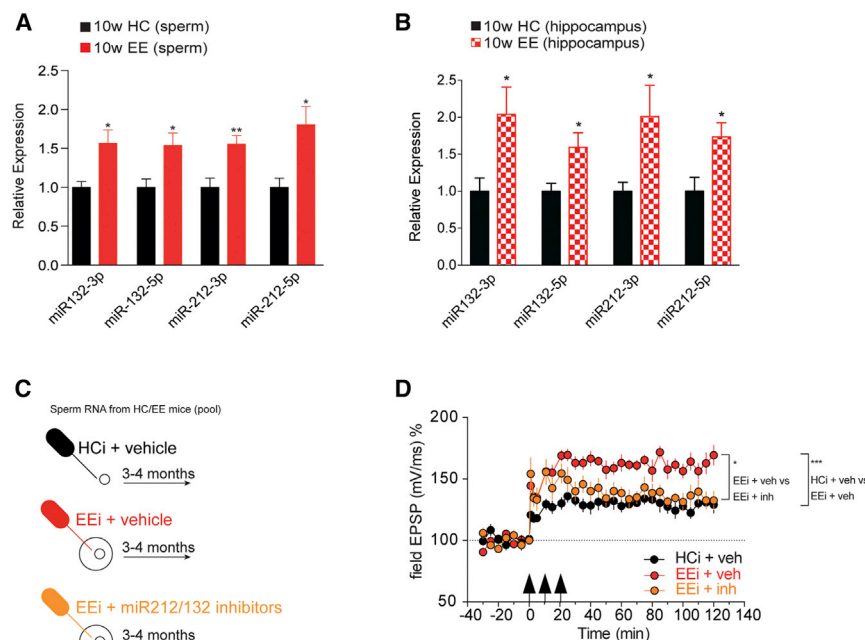 A
10w HC (sperm)
10w EE (sperm)
Relative Expression
2.5
2.0
1.5
1.0
0.5
0.0
*
*
**
*
miR132-3p
miR-132-5p
miR-212-3p
miR-212-5p
B
10w HC (hippocampus)
10w EE (hippocampus)
Relative Expression
2.5
2.0
1.5
1.0
0.5
0.0
*
*
*
*
miR132-3p
miR132-5p
miR212-3p
miR212-5p
C
Sperm RNA from HC/EE mice (pool)
HCi + vehicle
3-4 months
EEi + vehicle
3-4 months
EEi + miR212/132 inhibitors
3-4 months
D
field EPSP (mV/ms) %
200
150
100
50
-40 -20 0 20 40 60 80 100 120 140
Time (min)
HCi + veh
EEi + veh
EEi + inh
*
EEi + veh vs
EEi + inh
***
HCi + veh vs
EEi + veh